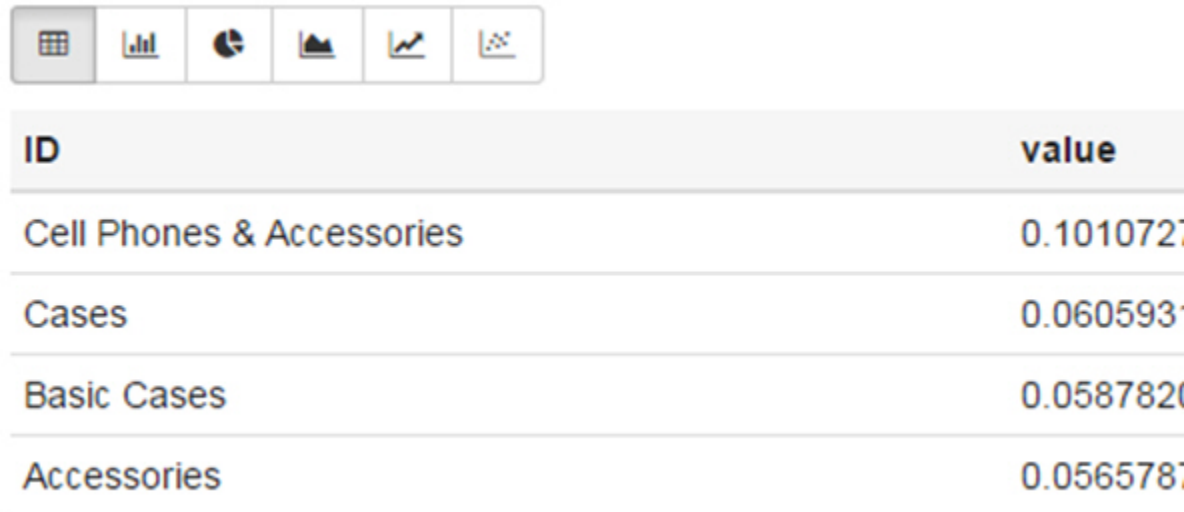 ID value
Cell Phones & Accessories 0.101072
Cases 0.060593
Basic Cases 0.058782
Accessories 0.056578